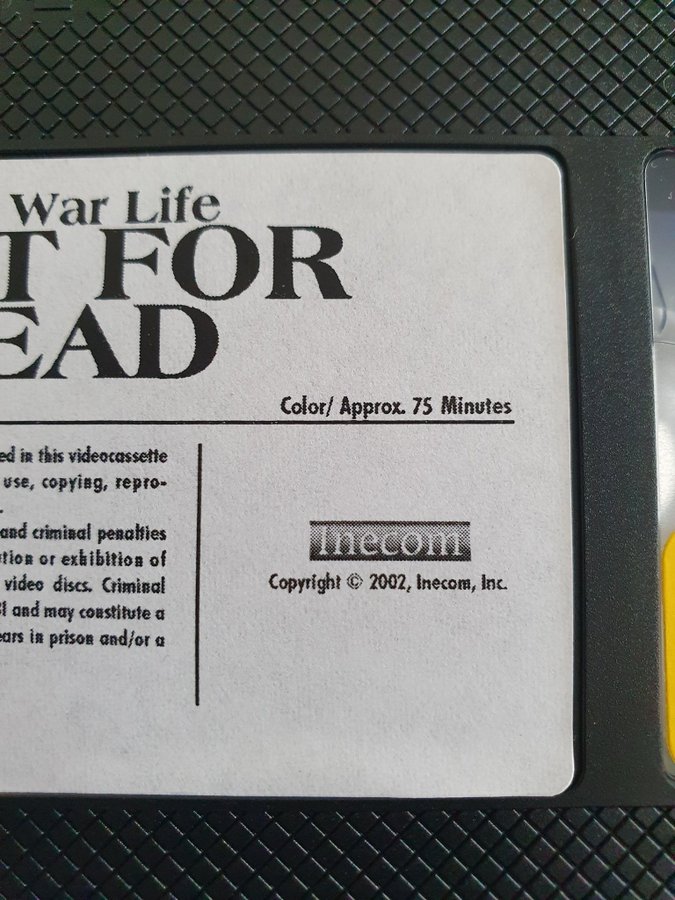 War Life
T FOR
EAD
Color/ Approx. 75 Minutes
ed in this videocassette
use, copying, repro-
.
and criminal penalties
tion or exhibition of
video discs. Criminal
BI and may constitute a
ears in prison and/or a
Inecom
Copyright © 2002, Inecom, Inc.